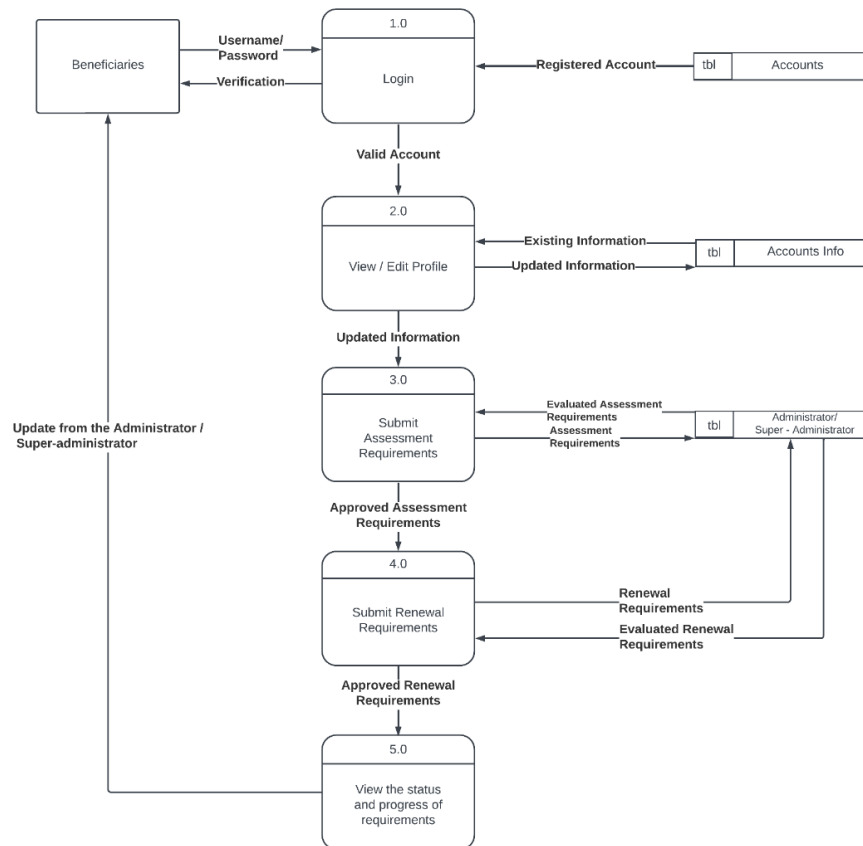 1.0
Beneficiaries
Username/
Password
Verification
Login
Registered Account
tbl
Accounts
Valid Account
2.0
View / Edit Profile
Existing Information
Updated Information
tbl
Accounts Info
Updated Information
3.0
Submit
Assessment
Requirements
Evaluated Assessment
Requirements
Assessment
Requirements
tbl
Administrator/
Super - Administrator
Update from the Administrator /
Super-administrator
Approved Assessment
Requirements
4.0
Submit Renewal
Requirements
Renewal
Requirements
Evaluated Renewal
Requirements
Approved Renewal
Requirements
5.0
View the status
and progress of
requirements